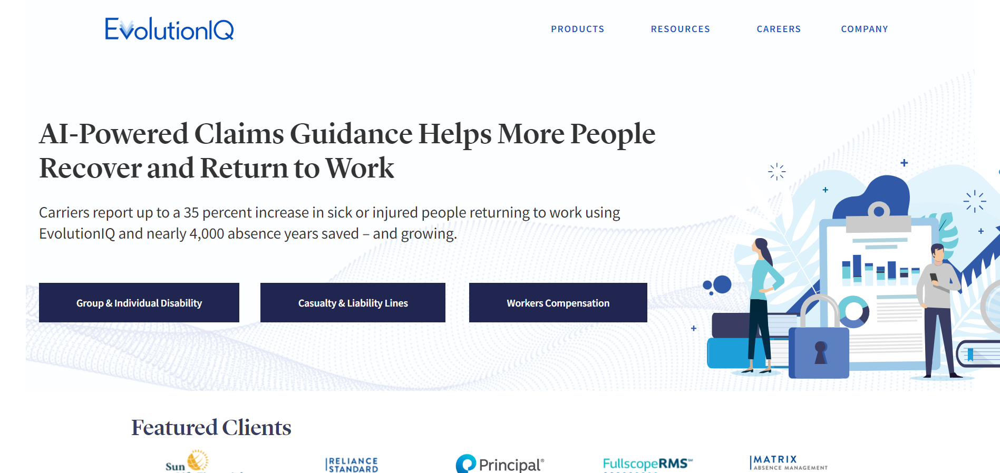 EvolutionIQ
PRODUCTS
RESOURCES
CAREERS
COMPANY
AI-Powered Claims Guidance Helps More People
Recover and Return to Work
Carriers report up to a 35 percent increase in sick or injured people returning to work using
EvolutionIQ and nearly 4,000 absence years saved – and growing.
Group & Individual Disability
Casualty & Liability Lines
Workers Compensation
Featured Clients
Sun
RELIANCE
STANDARD
Principal®
FullscopeRMS℠
MATRIX
ABSENCE MANAGEMENT